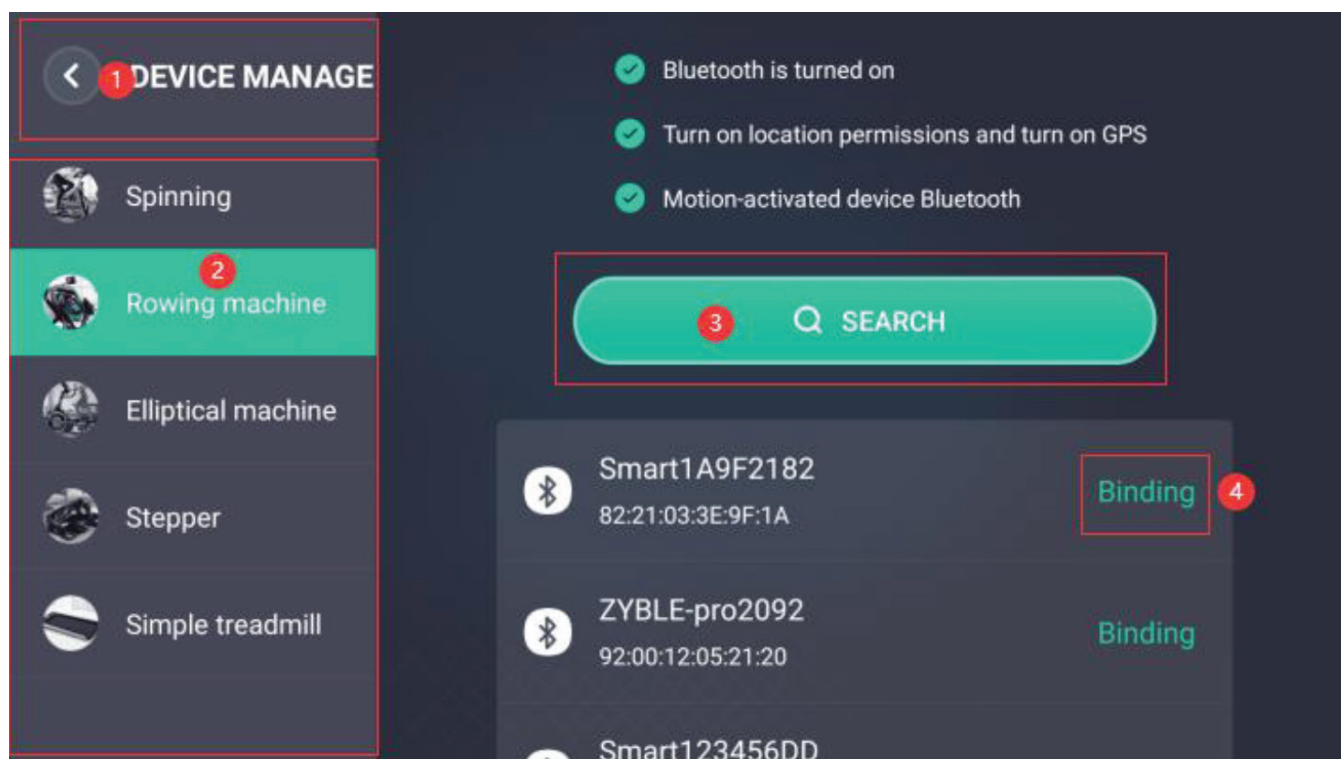 1 DEVICE MANAGE
Spinning
2
Rowing machine
Elliptical machine
Stepper
Simple treadmill
Bluetooth is turned on
Turn on location permissions and turn on GPS
Motion-activated device Bluetooth
3 SEARCH
Smart1A9F2182
82:21:03:3E:9F:1A
Binding 4
ZYBLE-pro2092
92:00:12:05:21:20
Binding
Smart123456DD